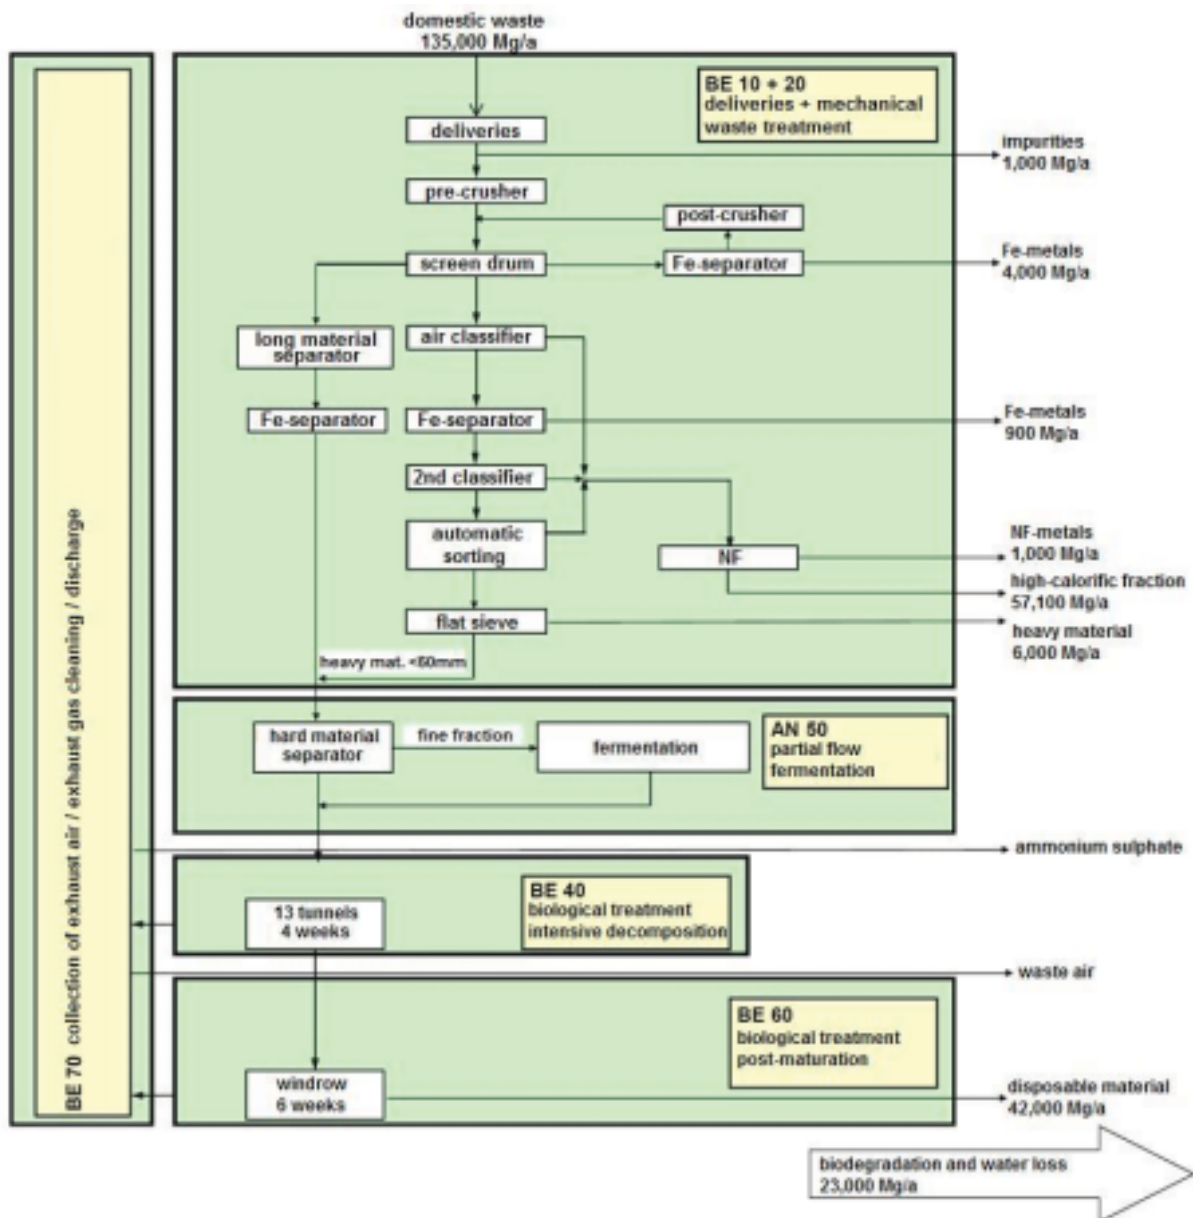 domestic waste
135,000 Mg/a
BE 10 + 20
deliveries + mechanical
waste treatment
deliveries
impurities
1,000 Mg/a
pre-crusher
post-crusher
screen drum
Fe-separator
Fe-metals
4,000 Mg/a
long material
separator
air classifier
Fe-separator
Fe-separator
Fe-metals
900 Mg/a
2nd classifier
automatic
sorting
NF
NF-metals
1,000 Mg/a
high-calorific fraction
57,100 Mg/a
flat sieve
heavy material
6,000 Mg/a
heavy mat. <60mm
hard material
separator
fine fraction
fermentation
AN 50
partial flow
fermentation
ammonium sulphate
BE 40
biological treatment
intensive decomposition
13 tunnels
4 weeks
waste air
BE 60
biological treatment
post-maturation
windrow
6 weeks
disposable material
42,000 Mg/a
biodegradation and water loss
23,000 Mg/a
BE 70 collection of exhaust air / exhaust gas cleaning / discharge